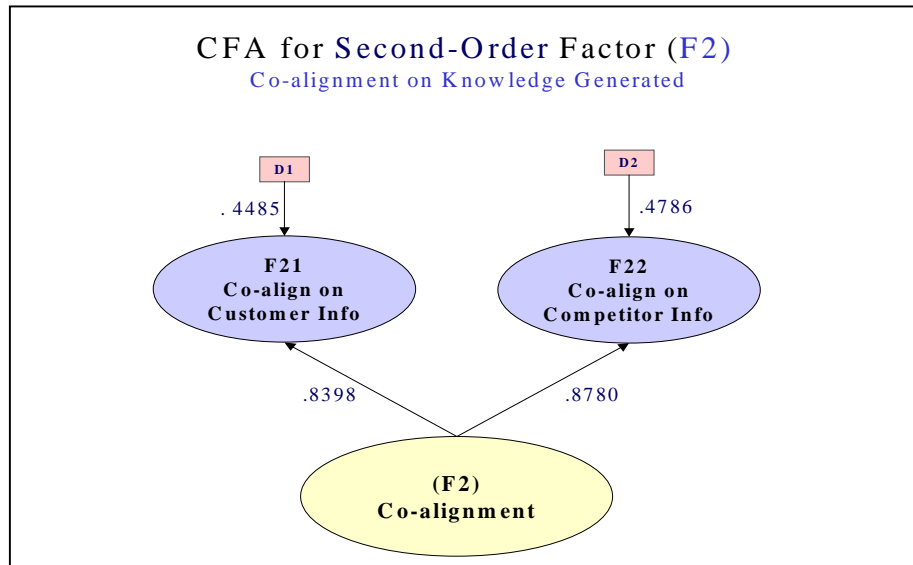 CFA for Second-Order Factor (F2)
Co-alignment on Knowledge Generated
D1
D2
. 4485
.4786
F21
Co-align on
Customer Info
F22
Co-align on
Competitor Info
.8398
.8780
(F2)
Co-alignment